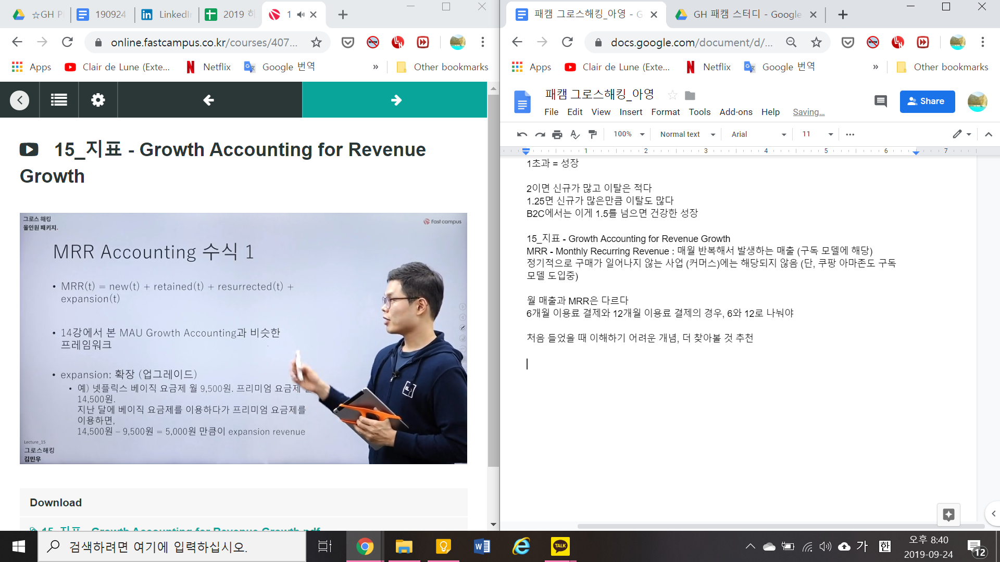 ☆GH P
190924
LinkedIn
2019 하
1
online.fastcampus.co.kr/courses/407...
Apps
Clair de Lune (Exte...
Netflix
Google 번역
»
Other bookmarks
15_지표 - Growth Accounting for Revenue
Growth
그로스 해킹
올인원 패키지.
Fast campus
MRR Accounting 수식 1
• MRR(t) = new(t) + retained(t) + resurrected(t) +
expansion(t)
• 14강에서 본 MAU Growth Accounting과 비슷한
프레임워크
• expansion: 확장 (업그레이드)
• 예) 넷플릭스 베이직 요금제 월 9,500원. 프리미엄 요금제
14,500원.
지난 달에 베이직 요금제를 이용하다가 프리미엄 요금제를
이용하면,
14,500원 – 9,500원 = 5,000원 만큼이 expansion revenue
Lecture_15
그로스해킹
김민우
Download
15_지표 - Growth Accounting for Revenue Growth.pdf
패캠 그로스해킹_아영 - G
GH 패캠 스터디 - Google
docs.google.com/document/d/...
Apps
Clair de Lune (Exte...
Netflix
Google 번역
»
Other bookmarks
패캠 그로스해킹_아영
Share
File Edit View Insert Format Tools Add-ons Help Saving...
100% Normal text Arial 11
1 2 3 4 5 6 7
1초과 = 성장
2이면 신규가 많고 이탈은 적다
1.25면 신규가 많은만큼 이탈도 많다
B2C에서는 이게 1.5를 넘으면 건강한 성장
15_지표 - Growth Accounting for Revenue Growth
MRR - Monthly Recurring Revenue : 매월 반복해서 발생하는 매출 (구독 모델에 해당)
정기적으로 구매가 일어나지 않는 사업 (커머스)에는 해당되지 않음 (단, 쿠팡 아마존도 구독
모델 도입중)
월 매출과 MRR은 다르다
6개월 이용료 결제와 12개월 이용료 결제의 경우, 6와 12로 나눠야
처음 들었을 때 이해하기 어려운 개념, 더 찾아볼 것 추천
검색하려면 여기에 입력하십시오.
TALK
가
한
오후 8:40
2019-09-24
12